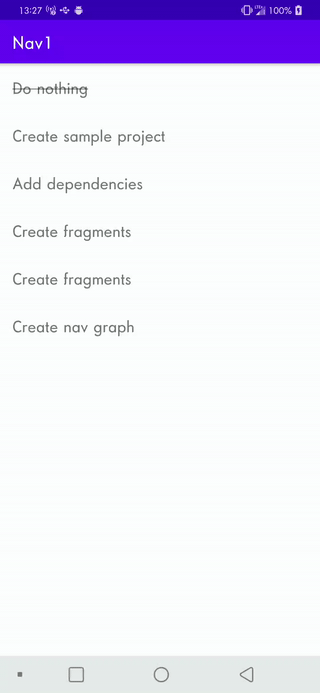 13:27
100%
Nav1
Do nothing
Create sample project
Add dependencies
Create fragments
Create fragments
Create nav graph